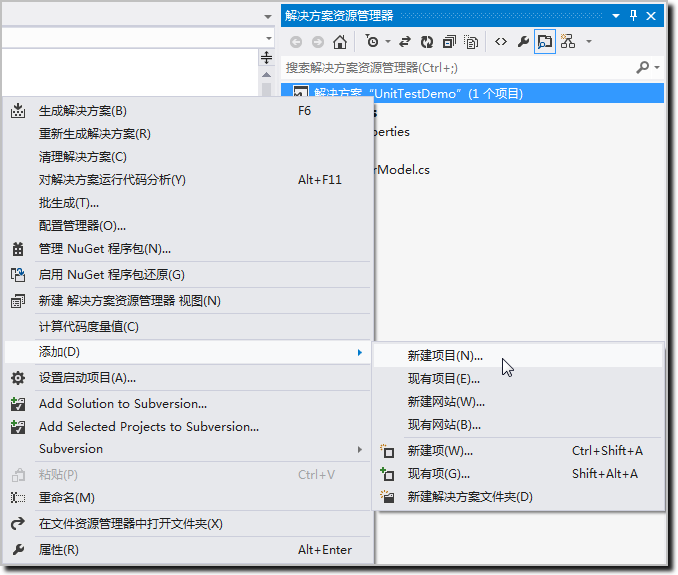 解决方案资源管理器
搜索解决方案资源管理器(Ctrl+;)
解决方案 “UnitTestDemo” (1 个项目)
perties
rModel.cs
生成解决方案(B) F6
重新生成解决方案(R)
清理解决方案(C)
对解决方案运行代码分析(Y) Alt+F11
批生成(T)...
配置管理器(O)...
管理 NuGet 程序包(N)...
启用 NuGet 程序包还原(G)
新建 解决方案资源管理器 视图(N)
计算代码度量值(C)
添加(D)
设置启动项目(A)...
Add Solution to Subversion...
Add Selected Projects to Subversion...
Subversion
粘贴(P) Ctrl+V
重命名(M)
在文件资源管理器中打开文件夹(X)
属性(R) Alt+Enter
新建项目(N)...
现有项目(E)...
新建网站(W)...
现有网站(B)...
新建项(W)... Ctrl+Shift+A
现有项(G)... Shift+Alt+A
新建解决方案文件夹(D)